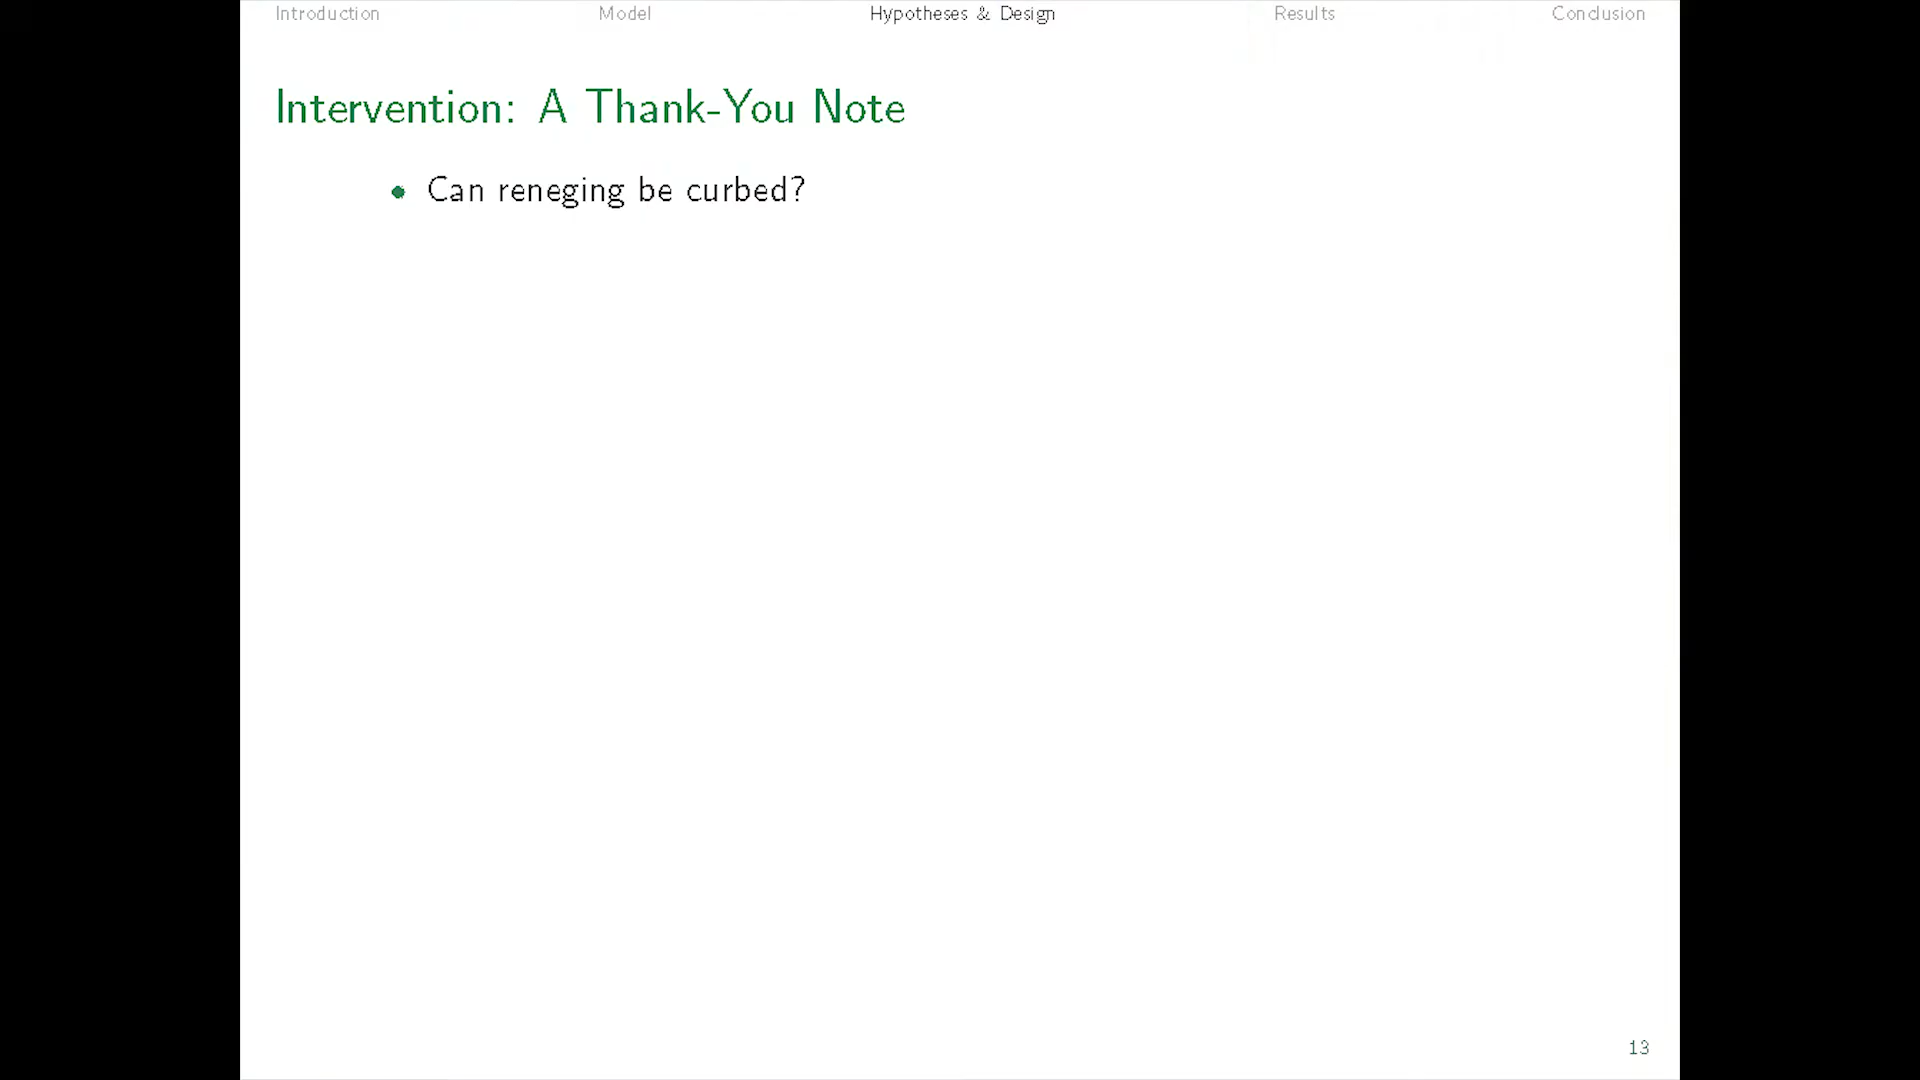 Introduction Model Hypotheses & Design Results Conclusion
Intervention: A Thank-You Note
• Can reneging be curbed?
13